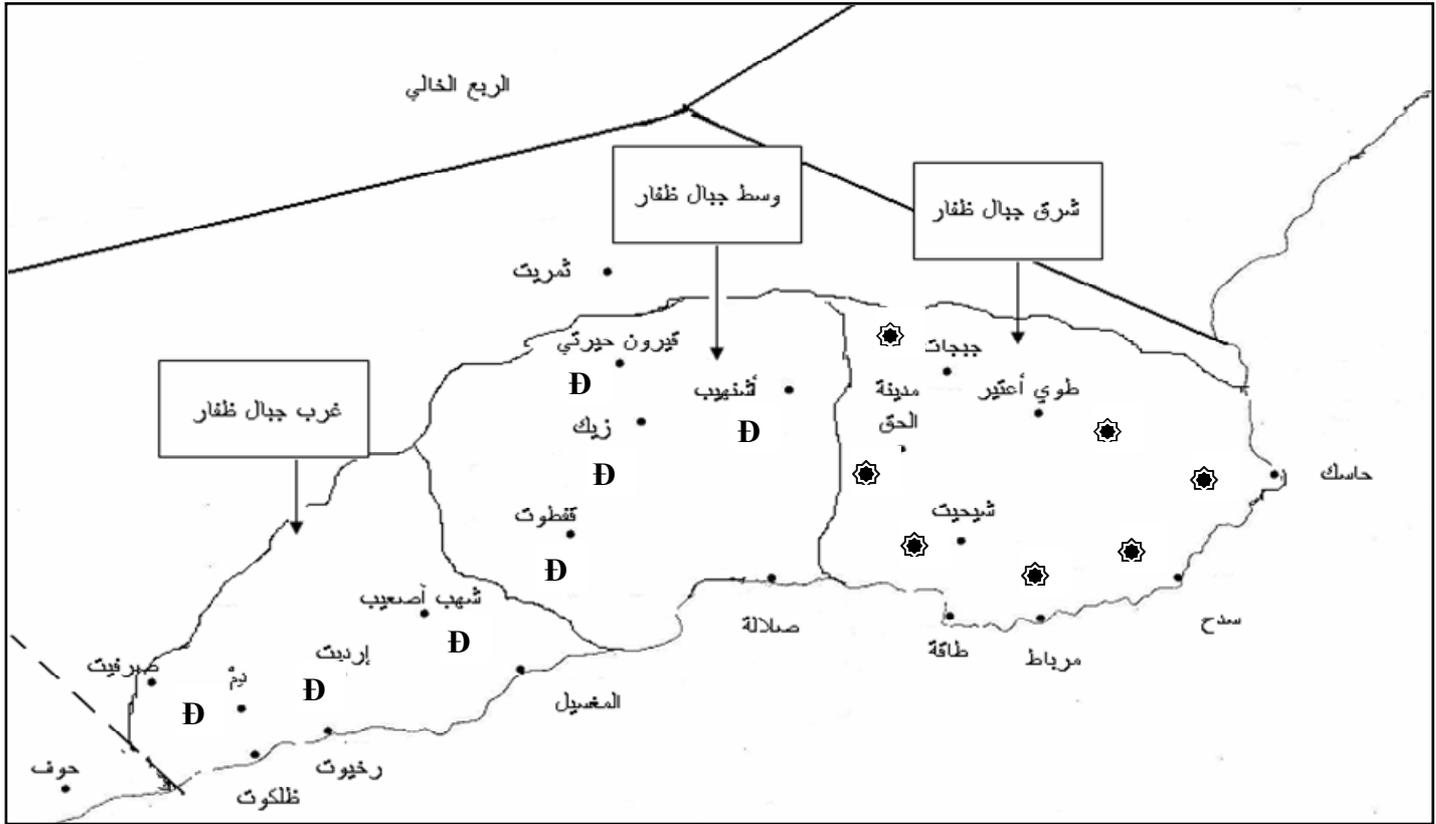 الربع الخالي
وسط جبال ظفار
شرق جبال ظفار
ثمريت
قيرون حيرتي
جبجات
غرب جبال ظفار
Đ
أشنهيب
مدينة
الحق
طوي أعتير
زيك
Đ
Đ
حاسك
قفطوت
شيحيت
Đ
شهب أصعيب
Đ
صلالة
طاقة
مرباط
سدح
إردبت
صرفيت
Đ
Đ
المغسيل
رخيوت
حوف
ظلكوت